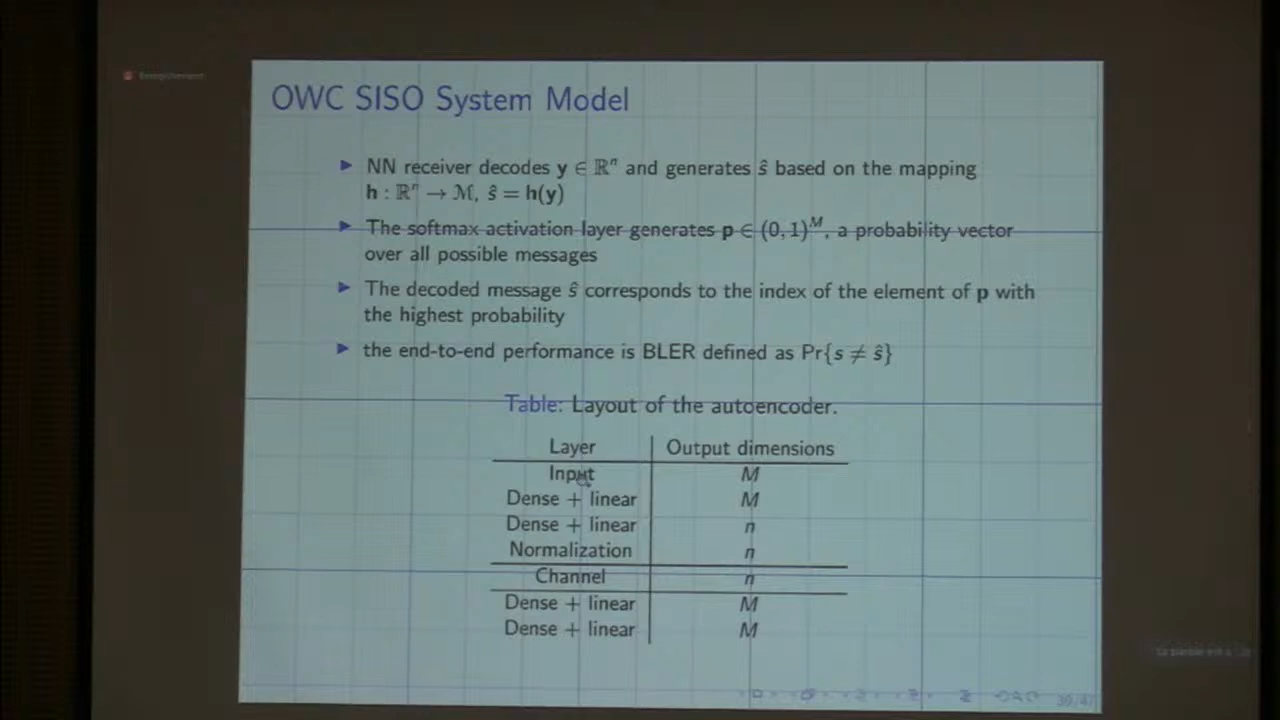 OWC SISO System Model
NN receiver decodes y ∈ ℝⁿ and generates ŝ based on the mapping
h : ℝⁿ → ℳ, ŝ = h(y)
The softmax activation layer generates p ∈ (0, 1)ᴹ, a probability vector
over all possible messages
The decoded message ŝ corresponds to the index of the element of p with
the highest probability
the end-to-end performance is BLER defined as Pr{s ≠ ŝ}
Table: Layout of the autoencoder.
Layer Output dimensions
Input M
Dense + linear M
Dense + linear n
Normalization n
Channel n
Dense + linear M
Dense + linear M